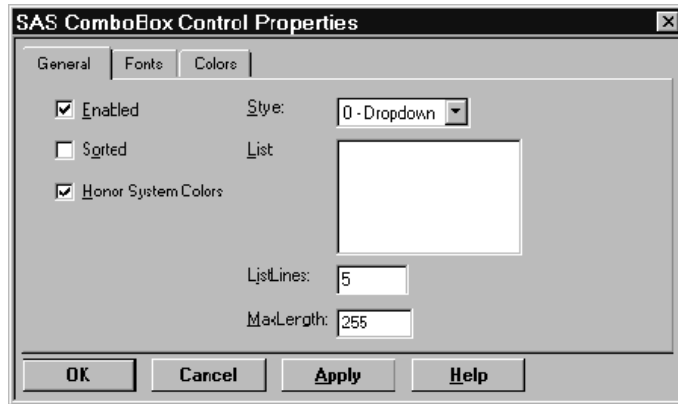 SAS ComboBox Control Properties
General Fonts Colors
Enabled
Style:
0 - Dropdown
Sorted
List
Honor System Colors
ListLines:
5
MaxLength:
255
OK Cancel Apply Help